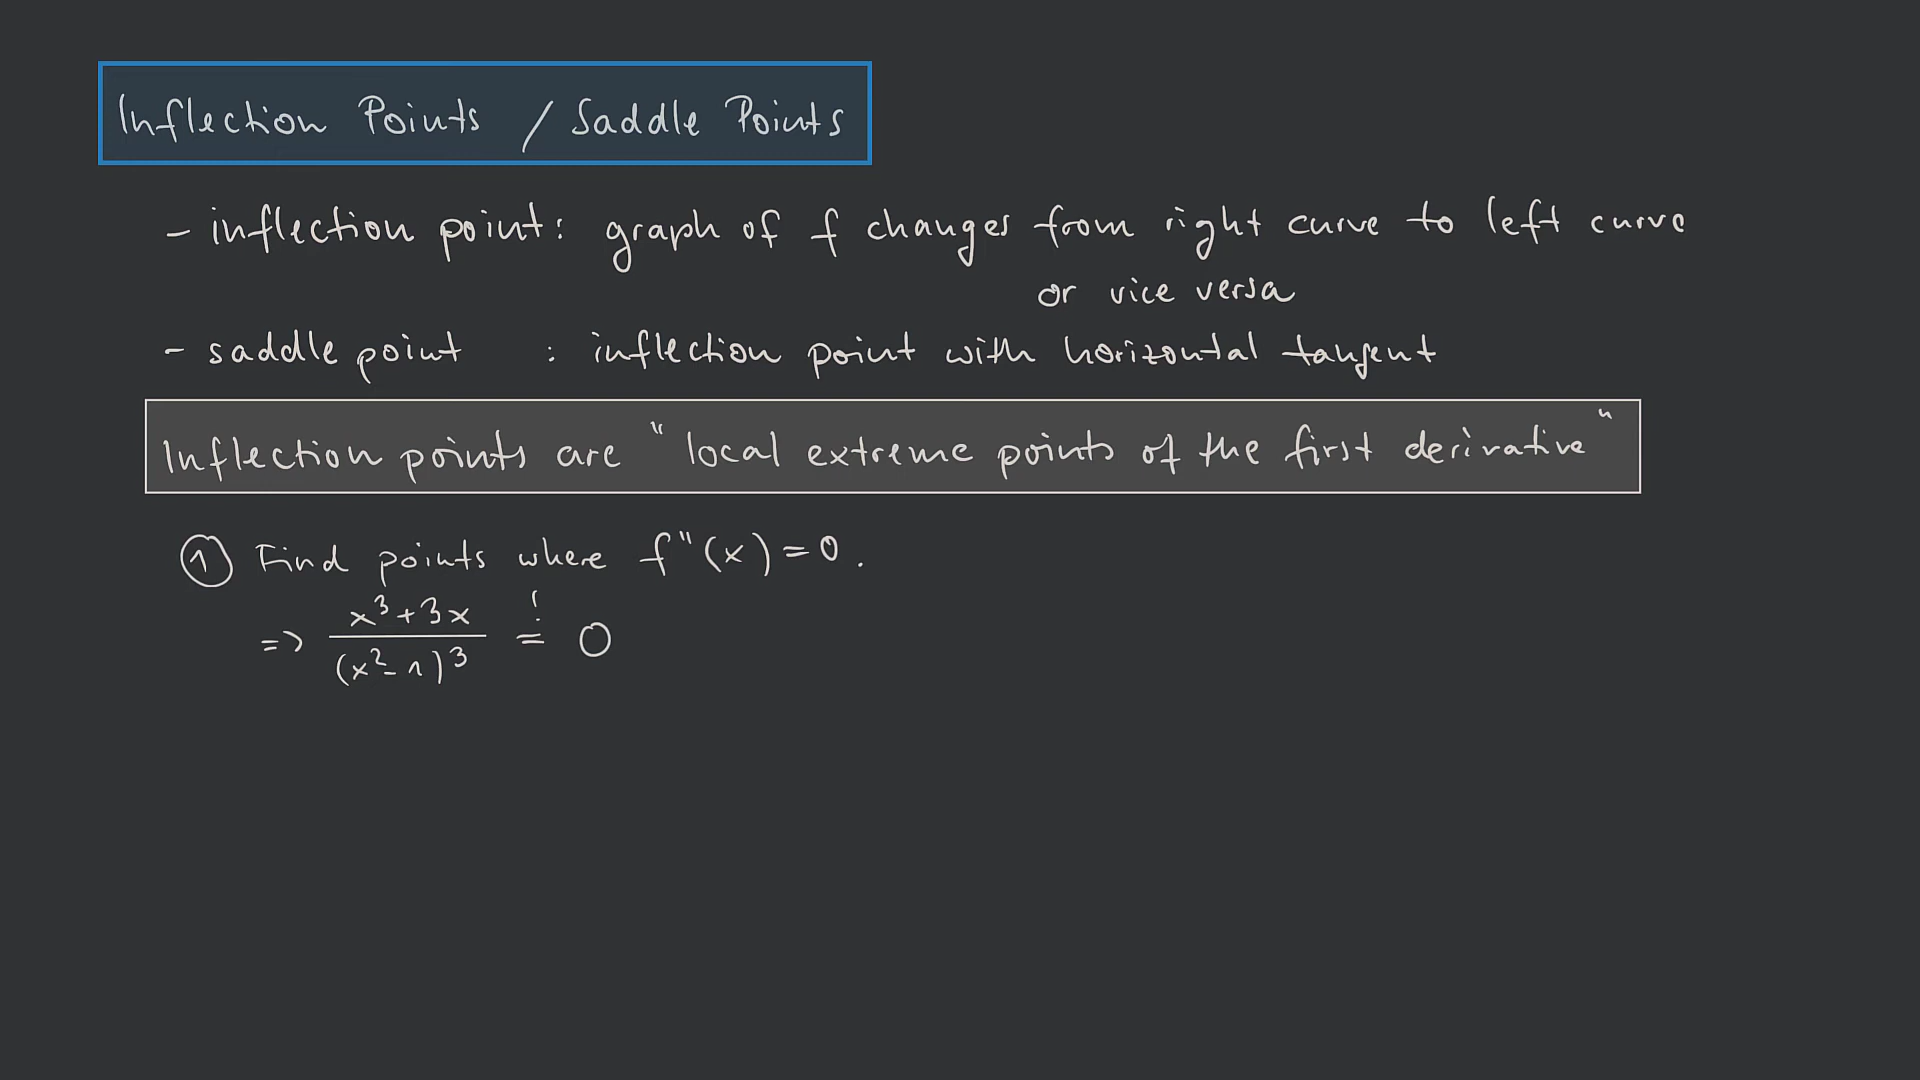 Inflection Points / Saddle Points
- inflection point: graph of f changes from right curve to left curve
or vice versa
- saddle point : inflection point with horizontal tangent
Inflection points are "local extreme points of the first derivative"
① Find points where f''(x) = 0.
=> (x³+3x)/(x²-1)³ =! 0